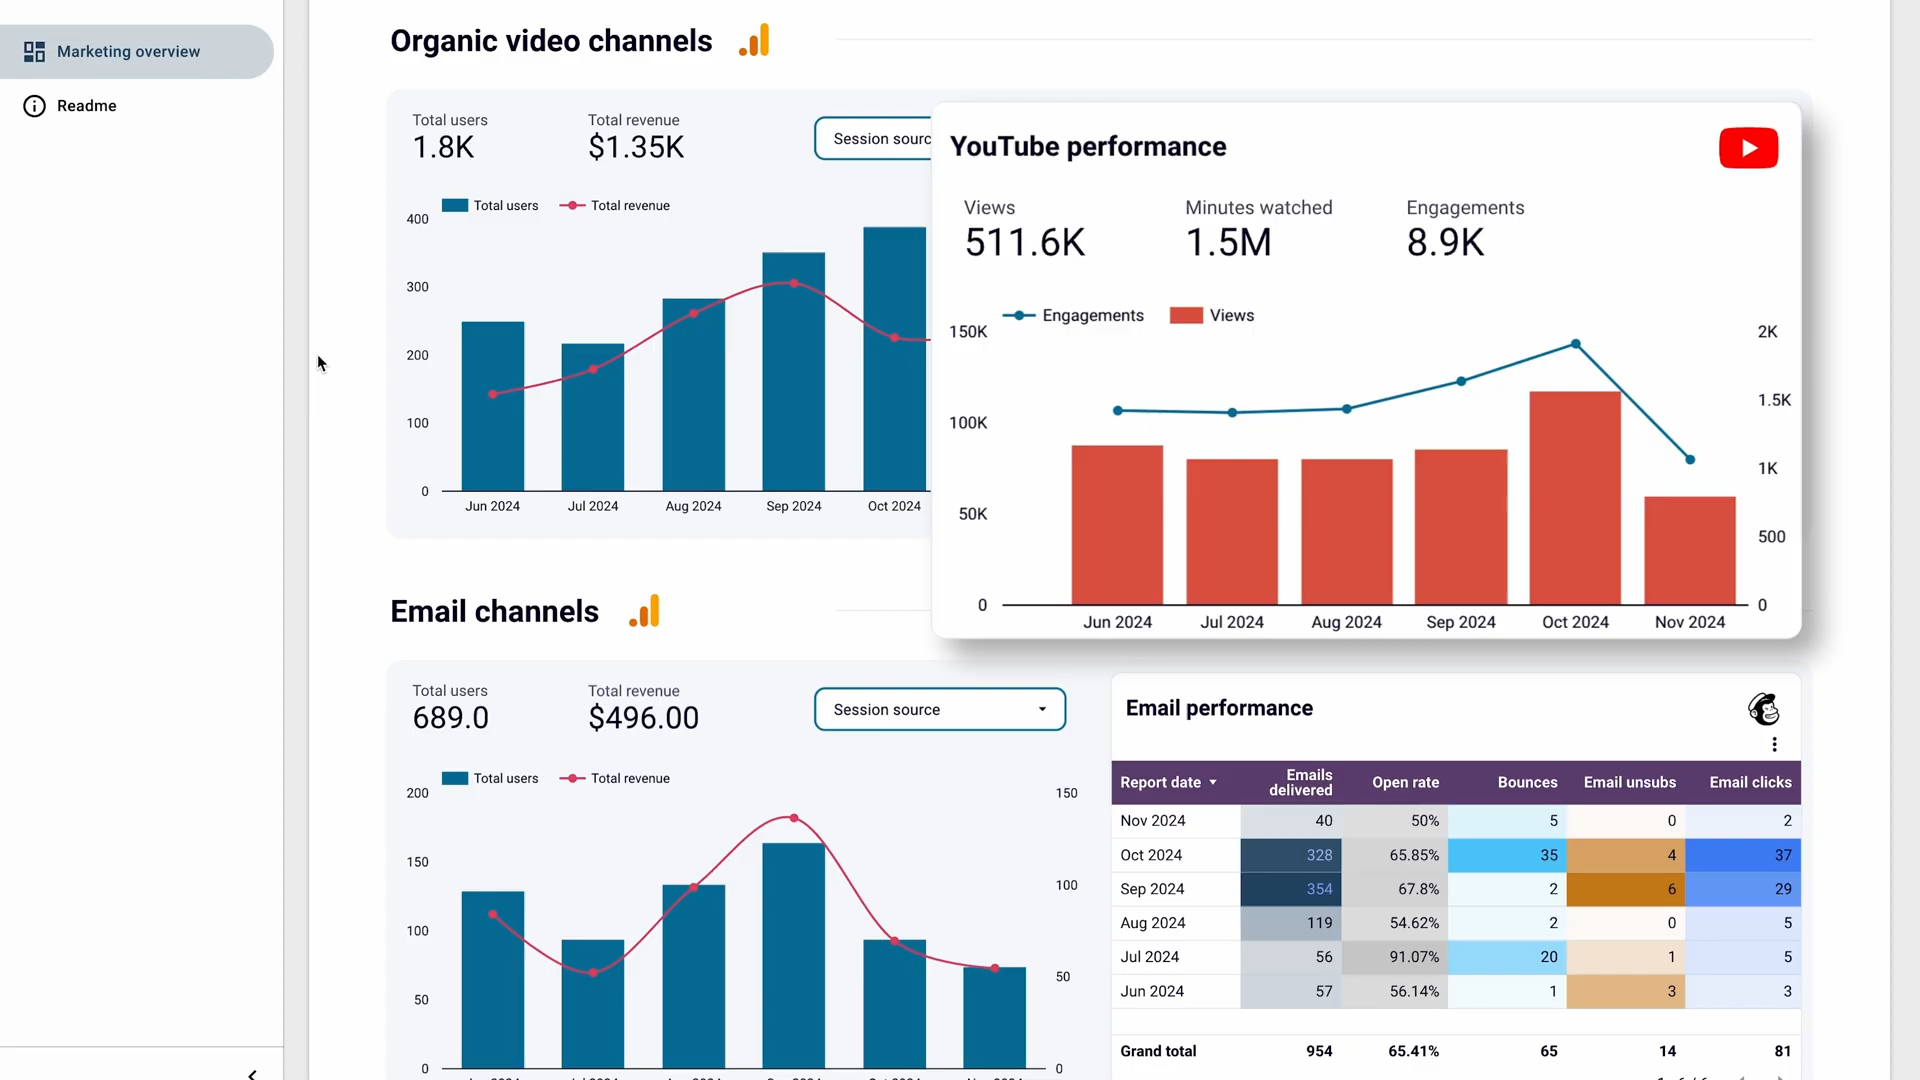 Marketing overview
Readme
Organic video channels
Total users
1.8K
Total revenue
$1.35K
Session sourc
Total users
Total revenue
400
300
200
100
0
Jun 2024
Jul 2024
Aug 2024
Sep 2024
Oct 2024
YouTube performance
Views
511.6K
Minutes watched
1.5M
Engagements
8.9K
Engagements
Views
150K
100K
50K
0
2K
1.5K
1K
500
0
Jun 2024
Jul 2024
Aug 2024
Sep 2024
Oct 2024
Nov 2024
Email channels
Total users
689.0
Total revenue
$496.00
Session source
Total users
Total revenue
200
150
100
50
0
150
100
50
0
Email performance
Report date Emails delivered Open rate Bounces Email unsubs Email clicks
Nov 2024 40 50% 5 0 2
Oct 2024 328 65.85% 35 4 37
Sep 2024 354 67.8% 2 6 29
Aug 2024 119 54.62% 2 0 5
Jul 2024 56 91.07% 20 1 5
Jun 2024 57 56.14% 1 3 3
Grand total 954 65.41% 65 14 81